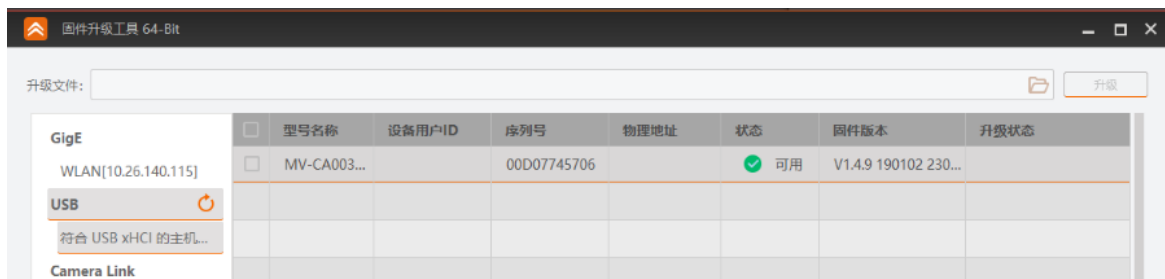 固件升级工具 64-Bit
升级文件:
升级
GigE
WLAN[10.26.140.115]
USB
符合 USB xHCI 的主机...
Camera Link
型号名称 设备用户ID 序列号 物理地址 状态 固件版本 升级状态
MV-CA003... 00D07745706 可用 V1.4.9 190102 230...